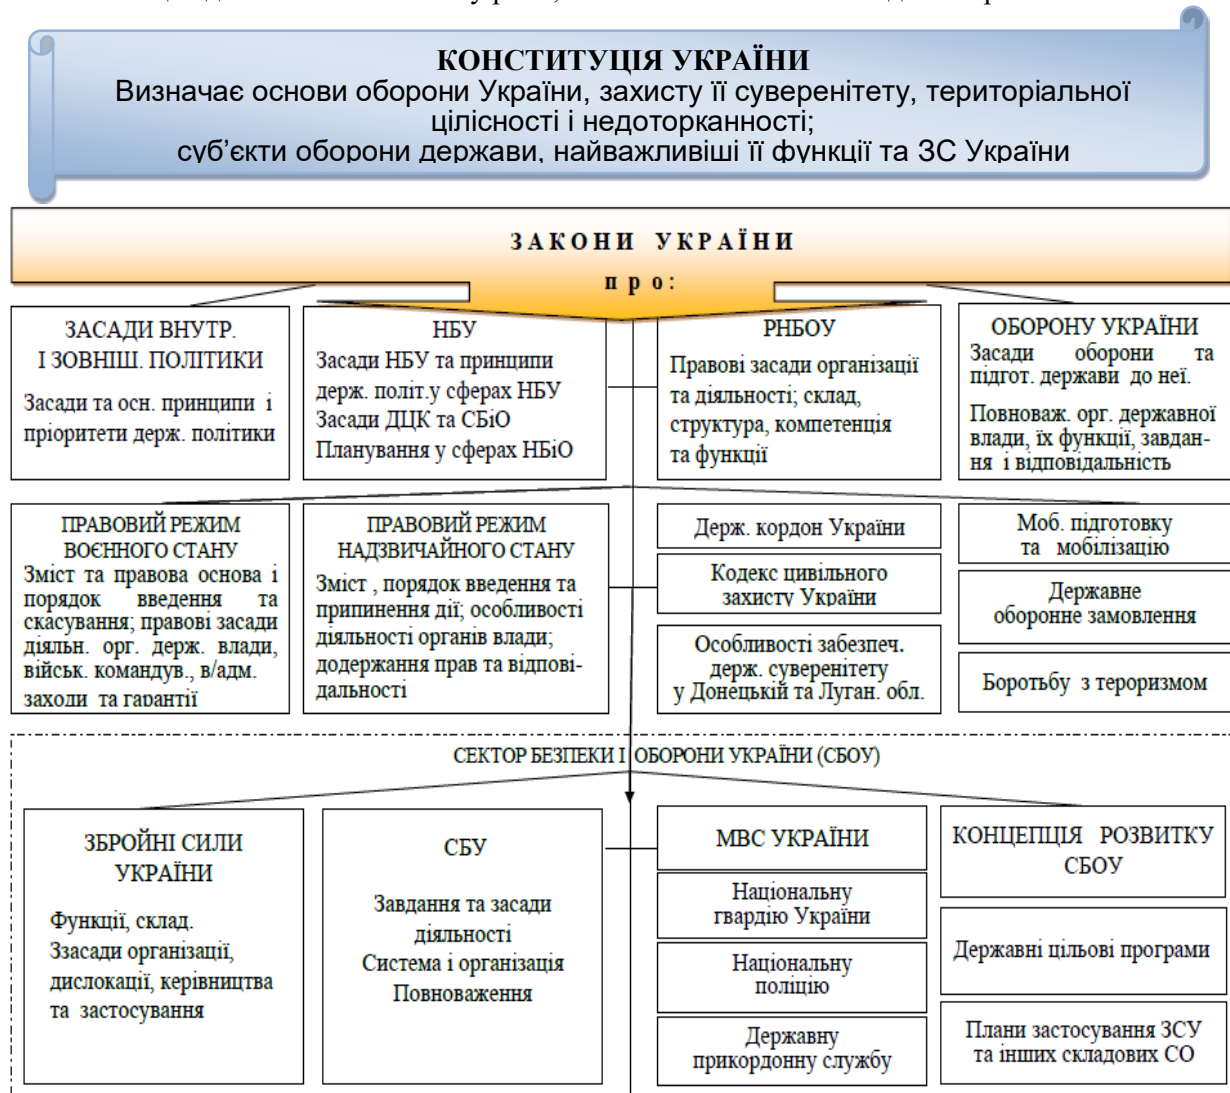 КОНСТИТУЦІЯ УКРАЇНИ
Визначає основи оборони України, захисту її суверенітету, територіальної
цілісності і недоторканності;
суб’єкти оборони держави, найважливіші її функції та ЗС України
ЗАКОНИ УКРАЇНИ
про:
ЗАСАДИ ВНУТР.
І ЗОВНІШ. ПОЛІТИКИ
Засади та осн. принципи і
пріоритети держ. політики
НБУ
Засади НБУ та принципи
держ. політ.у сферах НБУ
Засади ДЦК та СБіО
Планування у сферах НБіО
РНБОУ
Правові засади організації
та діяльності; склад,
структура, компетенція
та функції
ОБОРОНУ УКРАЇНИ
Засади оборони та
підгот. держави до неї.
Повноваж. орг. державної
влади, їх функції, завдан-
ня і відповідальність
ПРАВОВИЙ РЕЖИМ
ВОЄННОГО СТАНУ
Зміст та правова основа і
порядок введення та
скасування; правові засади
діяльн. орг. держ. влади,
військ. командув., в/адм.
заходи та гарантії
ПРАВОВИЙ РЕЖИМ
НАДЗВИЧАЙНОГО СТАНУ
Зміст , порядок введення та
припинення дії; особливості
діяльності органів влади;
додержання прав та відпові-
дальності
Держ. кордон України
Кодекс цивільного
захисту України
Особливості забезпеч.
держ. суверенітету
у Донецькій та Луган. обл.
Моб. підготовку
та мобілізацію
Державне
оборонне замовлення
Боротьбу з тероризмом
СЕКТОР БЕЗПЕКИ І ОБОРОНИ УКРАЇНИ (СБОУ)
ЗБРОЙНІ СИЛИ
УКРАЇНИ
Функції, склад.
Ззасади організації,
дислокації, керівництва
та застосування
СБУ
Завдання та засади
діяльності
Система і організація
Повноваження
МВС УКРАЇНИ
Національну
гвардію України
Національну
поліцію
Державну
прикордонну службу
КОНЦЕПЦІЯ РОЗВИТКУ
СБОУ
Державні цільові програми
Плани застосування ЗСУ
та інших складових СО